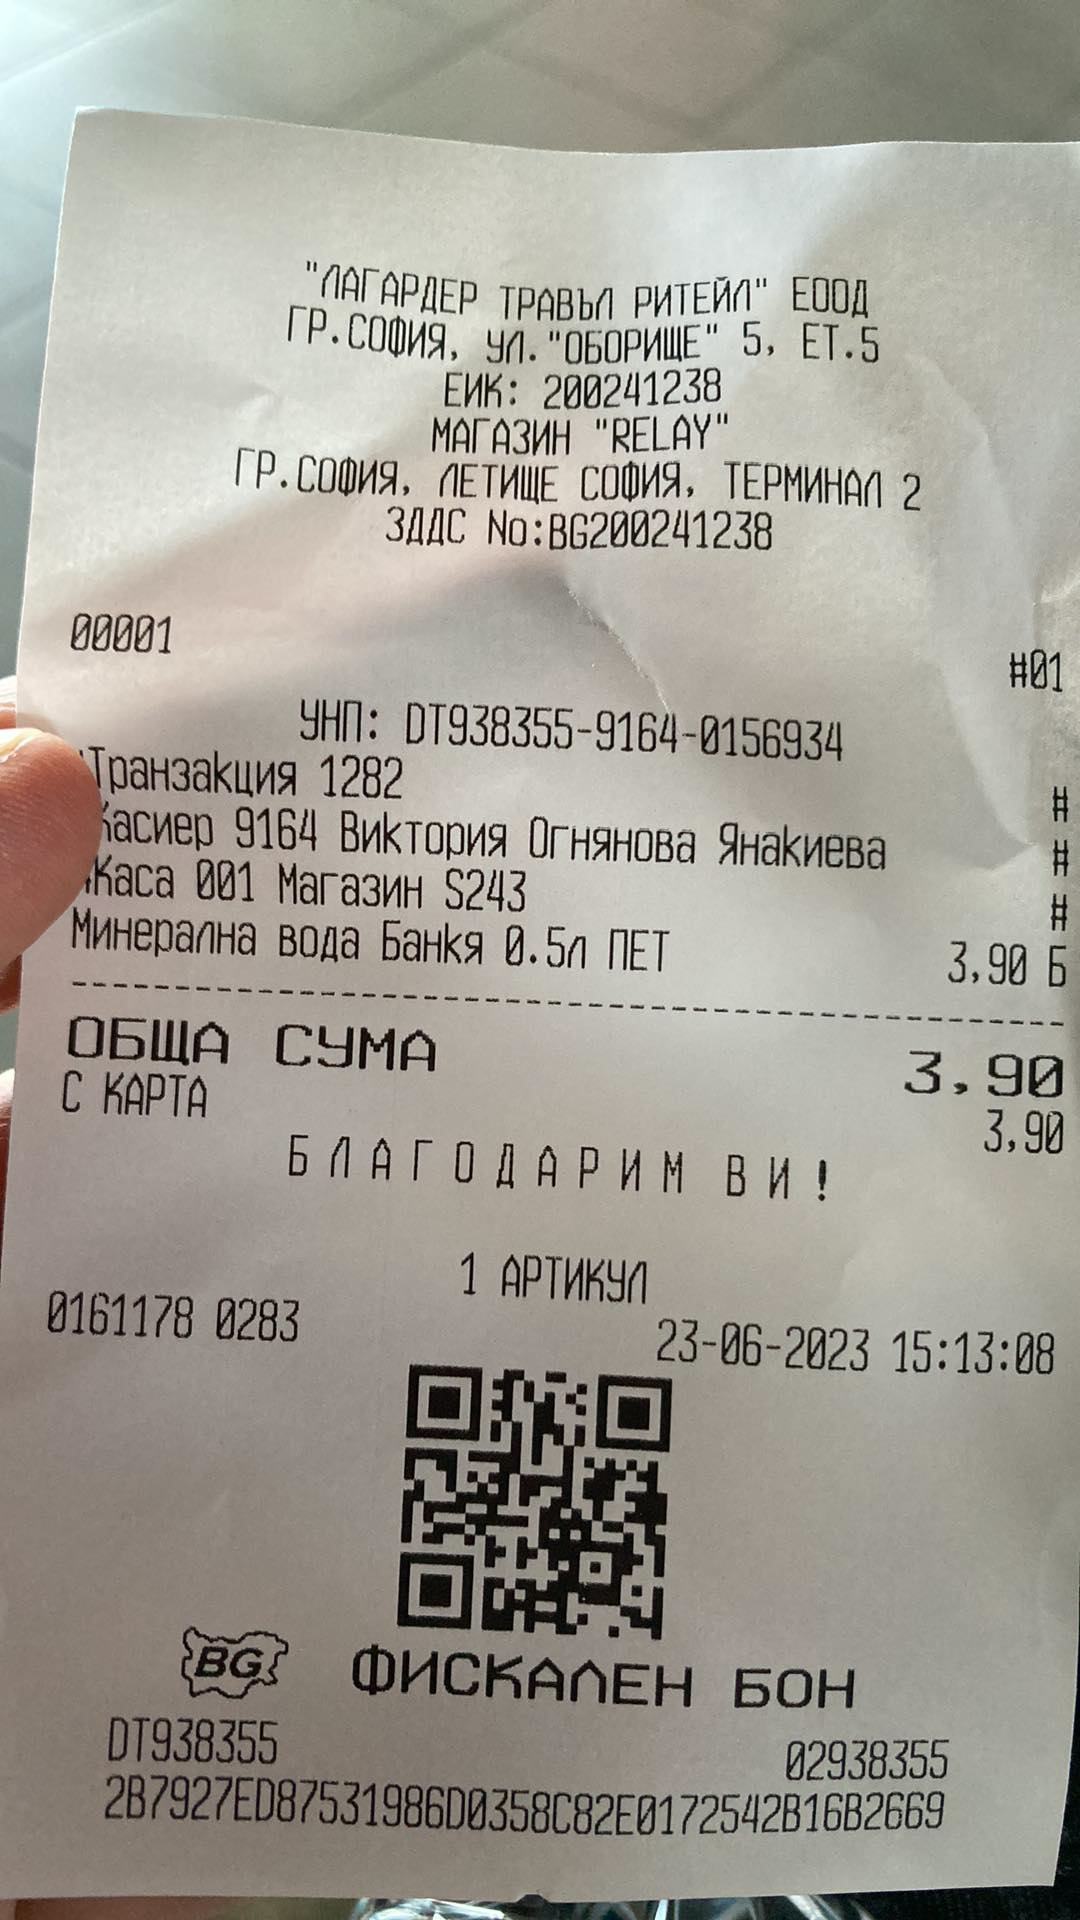 "ЛАГАРДЕР ТРАВЪЛ РИТЕЙЛ" ЕООД
ГР.СОФИЯ, УЛ."ОБОРИЩЕ" 5, ЕТ.5
ЕИК: 200241238
МАГАЗИН "RELAY"
ГР.СОФИЯ, ЛЕТИЩЕ СОФИЯ, ТЕРМИНАЛ 2
ЗДДС No:BG200241238
00001 #01
УНП: DT938355-9164-0156934
Транзакция 1282 #
Касиер 9164 Виктория Огнянова Янакиева #
Каса 001 Магазин S243 #
Минерална вода Банкя 0.5л ПЕТ 3,90 Б
ОБЩА СУМА 3,90
С КАРТА 3,90
БЛАГОДАРИМ ВИ!
1 АРТИКУЛ
0161178 0283 23-06-2023 15:13:08
BG ФИСКАЛЕН БОН
DT938355 02938355
2B7927ED87531986D0358C82E0172542B16B2669